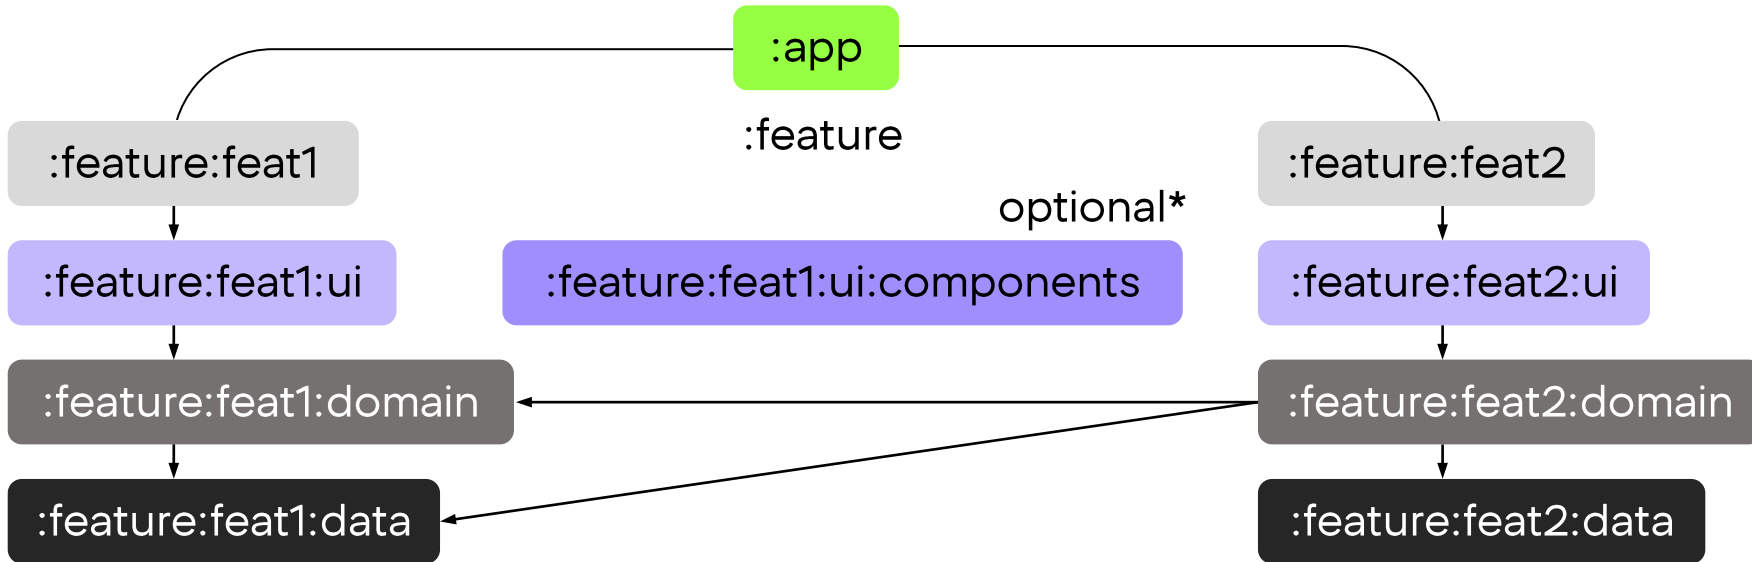 :app
:feature
:feature:feat1
:feature:feat2
optional*
:feature:feat1:ui
:feature:feat1:ui:components
:feature:feat2:ui
:feature:feat1:domain
:feature:feat2:domain
:feature:feat1:data
:feature:feat2:data